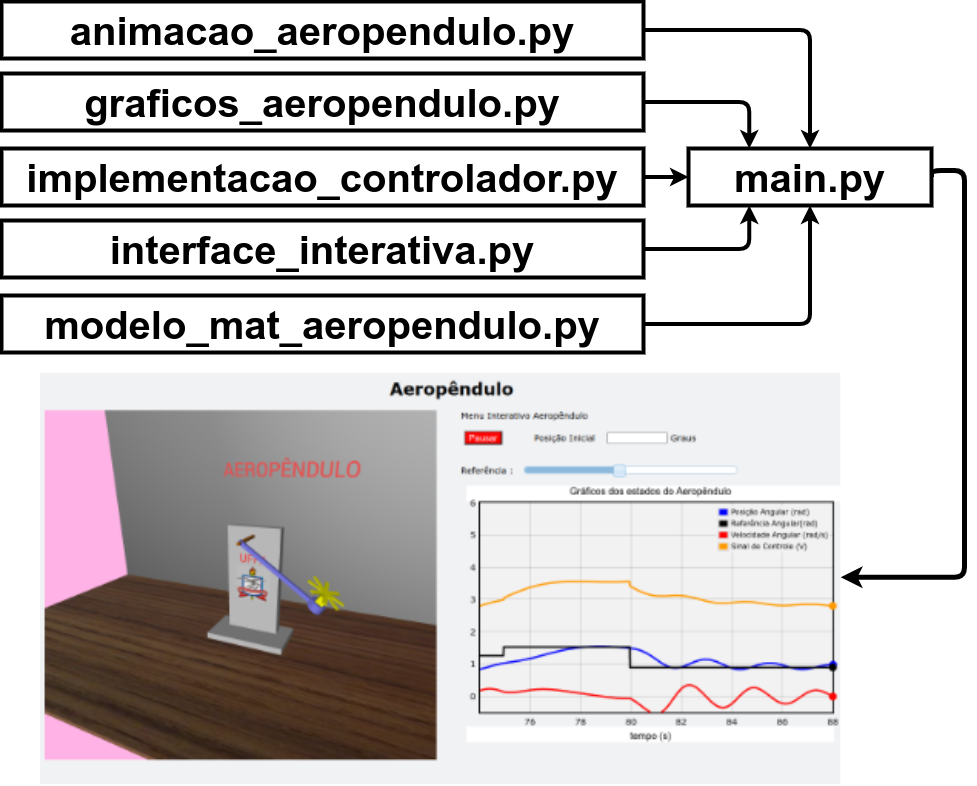 animacao_aeropendulo.py
graficos_aeropendulo.py
implementacao_controlador.py
main.py
interface_interativa.py
modelo_mat_aeropendulo.py
Aeropêndulo
Menu Interativo Aeropêndulo
Pausar
Posição Inicial
Graus
Referência :
AEROPÊNDULO
Gráficos dos estados do Aeropêndulo
Posição Angular (rad)
Referência Angular(rad)
Velocidade Angular (rad/s)
Sinal de Controle (V)
6
5
4
3
2
1
0
76 78 80 82 84 86 88
tempo (s)